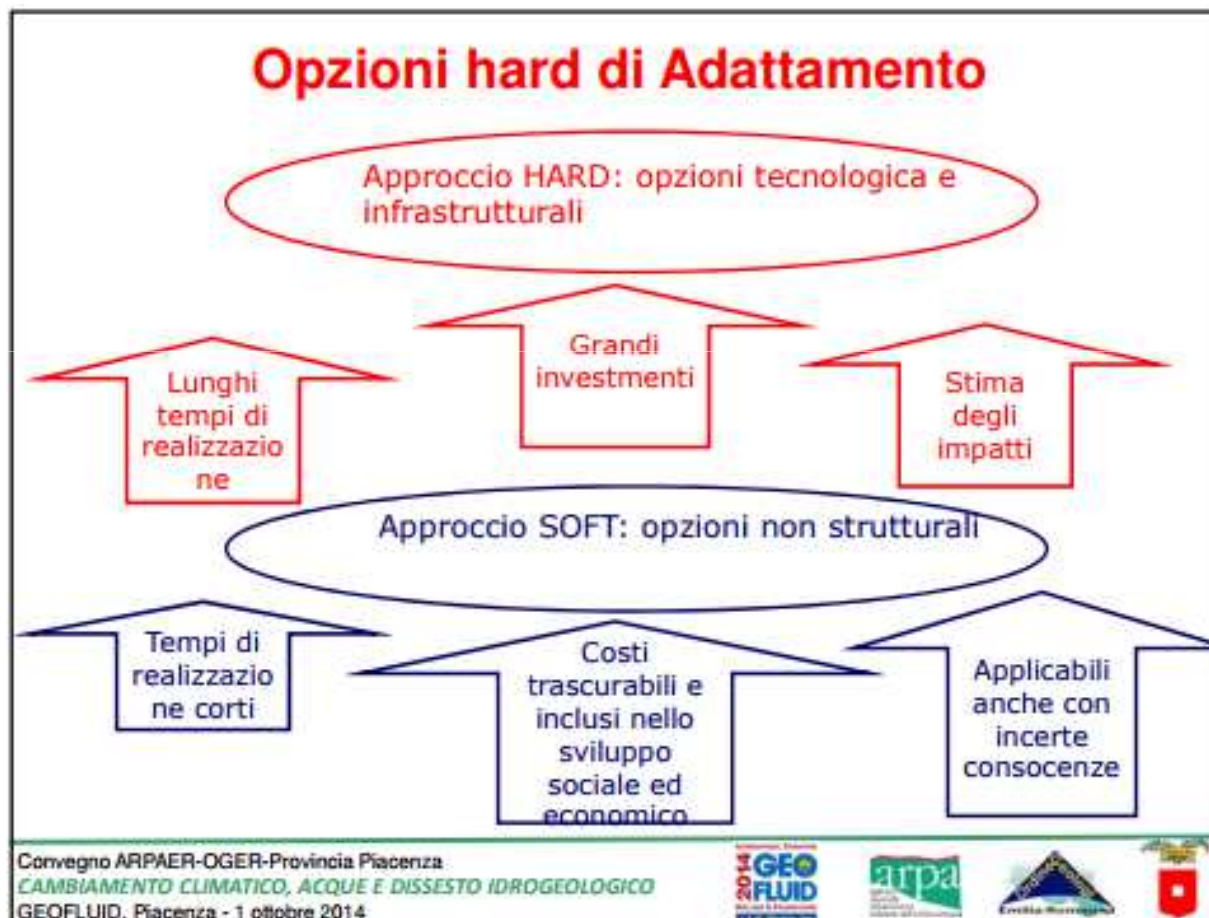 Opzioni hard di Adattamento
Approccio HARD: opzioni tecnologica e
infrastrutturali
Lunghi
tempi di
realizzazio
ne
Grandi
investmenti
Stima
degli
impatti
Approccio SOFT: opzioni non strutturali
Tempi di
realizzazio
ne corti
Costi
trascurabili e
inclusi nello
sviluppo
sociale ed
economico
Applicabili
anche con
incerte
consocenze
Convegno ARPAER-OGER-Provincia Piacenza
CAMBIAMENTO CLIMATICO, ACQUE E DISSESTO IDROGEOLOGICO
GEOFLUID, Piacenza - 1 ottobre 2014
2014
GEO
FLUID
arpa
Emilia-Romagna